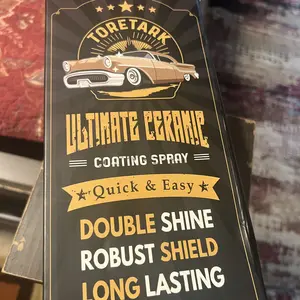 TORETARK
ULTIMATE CERAMIC
COATING SPRAY
Quick & Easy
DOUBLE SHINE
ROBUST SHIELD
LONG LASTING